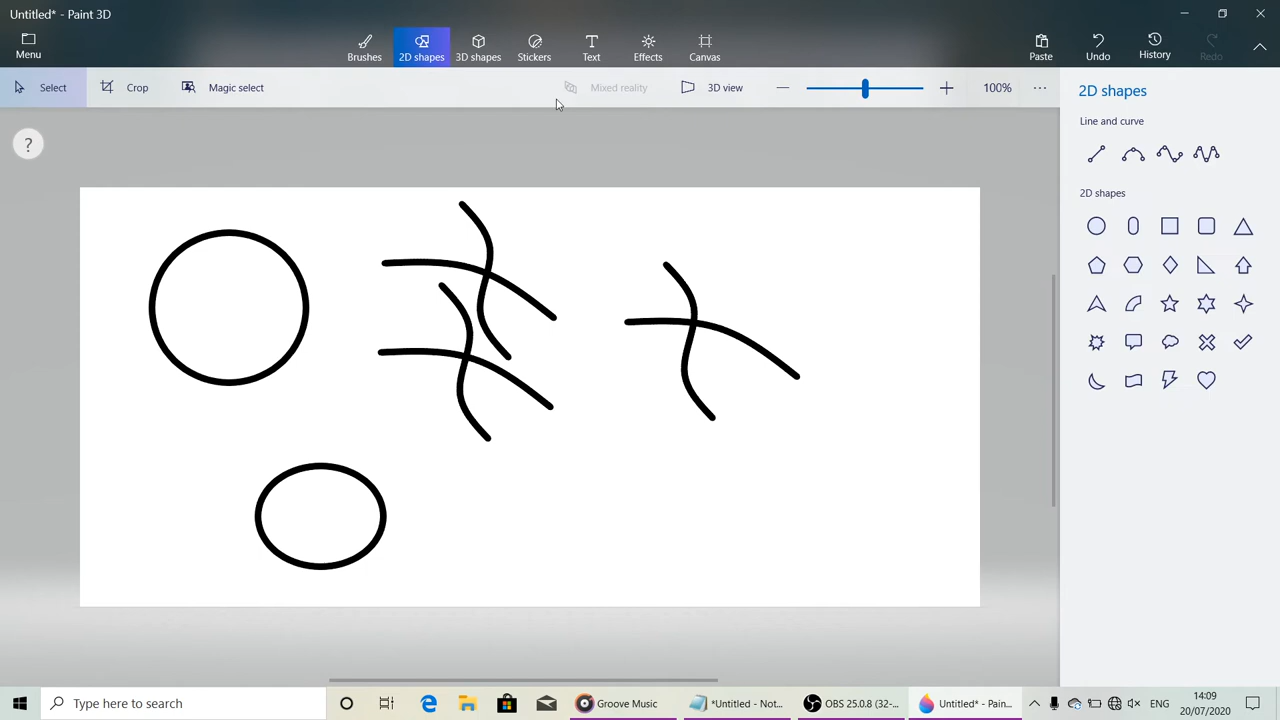 Untitled* - Paint 3D
Menu
Brushes
2D shapes
3D shapes
Stickers
Text
Effects
Canvas
Paste
Undo
History
Redo
Select
Crop
Magic select
Mixed reality
3D view
100%
2D shapes
Line and curve
2D shapes
?
Type here to search
Groove Music
*Untitled - Not...
OBS 25.0.8 (32-...
Untitled* - Pain...
ENG
14:09
20/07/2020